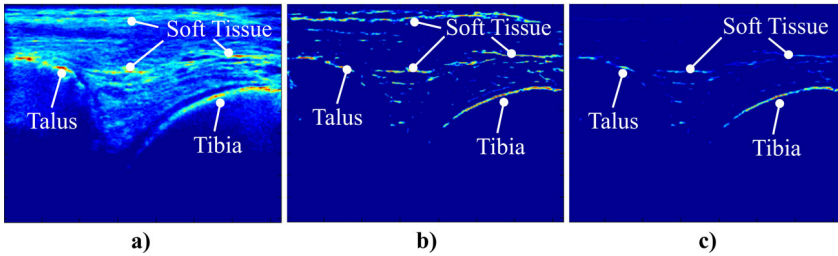 Soft Tissue
Talus
Tibia
a)
Soft Tissue
Talus
Tibia
b)
Soft Tissue
Talus
Tibia
c)